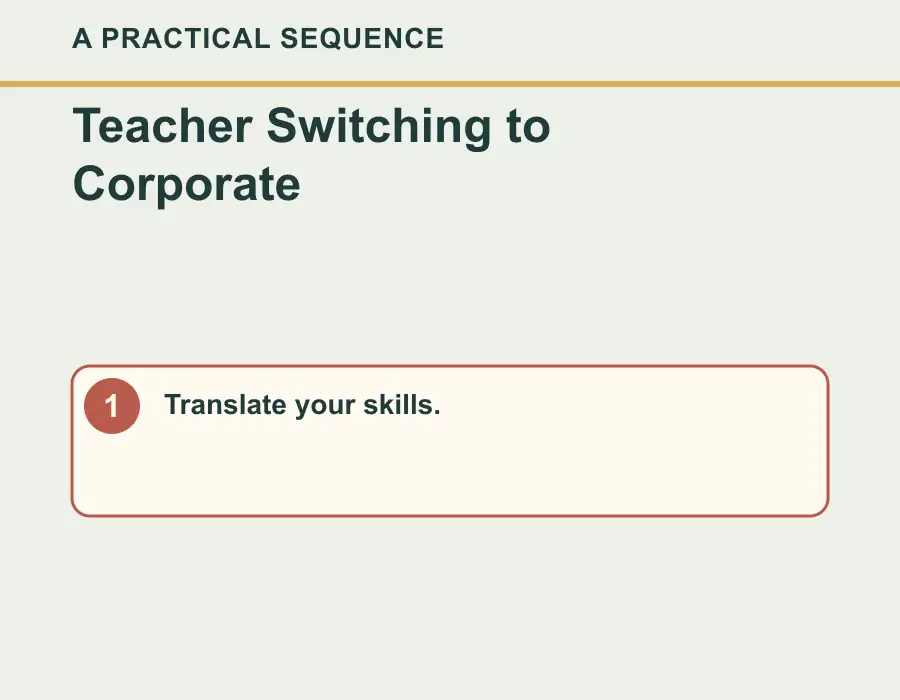 A PRACTICAL SEQUENCE
Teacher Switching to
Corporate
1
Translate your skills.